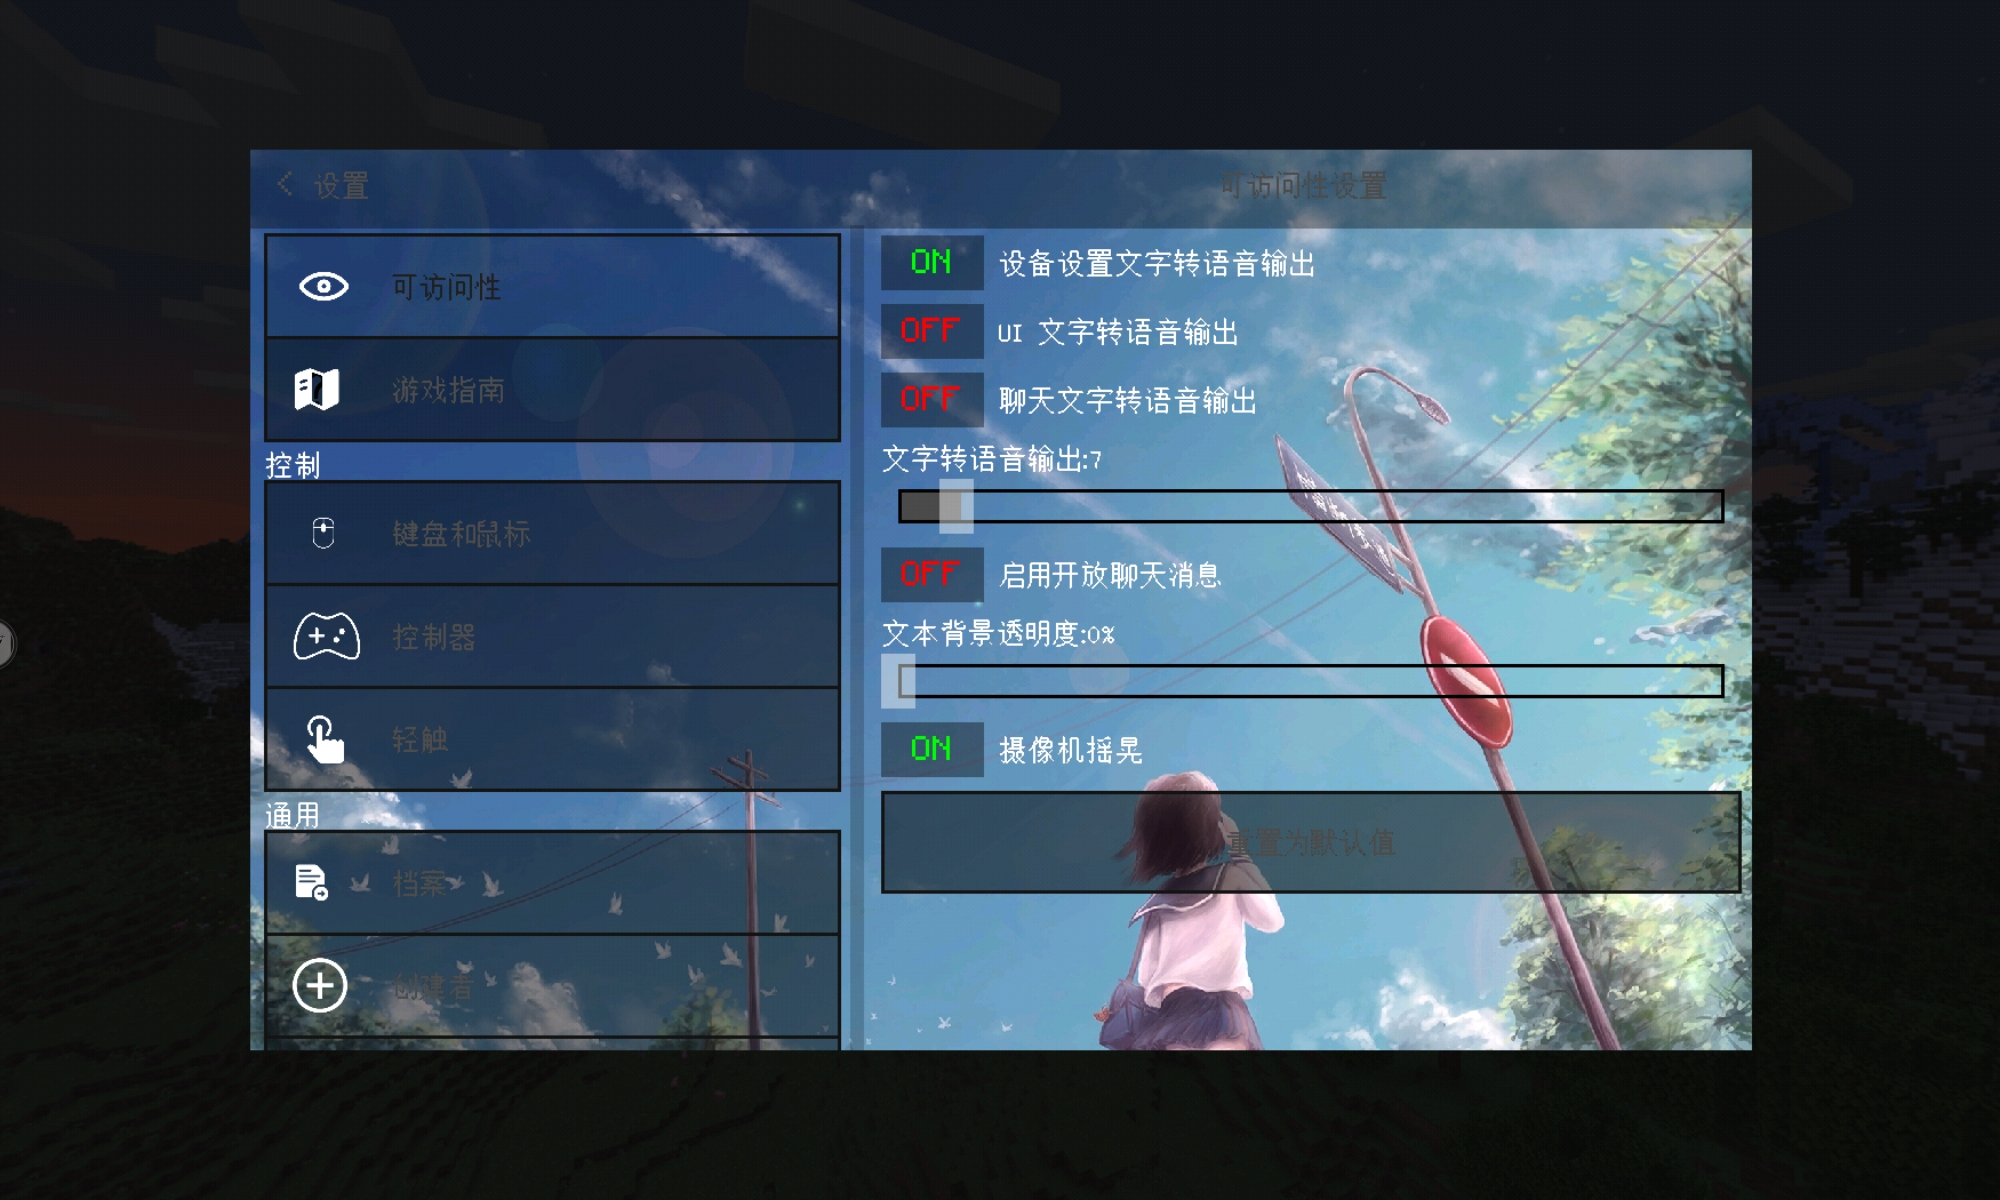 设置
可访问性设置
可访问性
游戏指南
控制
键盘和鼠标
控制器
轻触
通用
档案
创建者
ON 设备设置文字转语音输出
OFF UI 文字转语音输出
OFF 聊天文字转语音输出
文字转语音输出:7
OFF 启用开放聊天消息
文本背景透明度:0%
ON 摄像机摇晃
重置为默认值